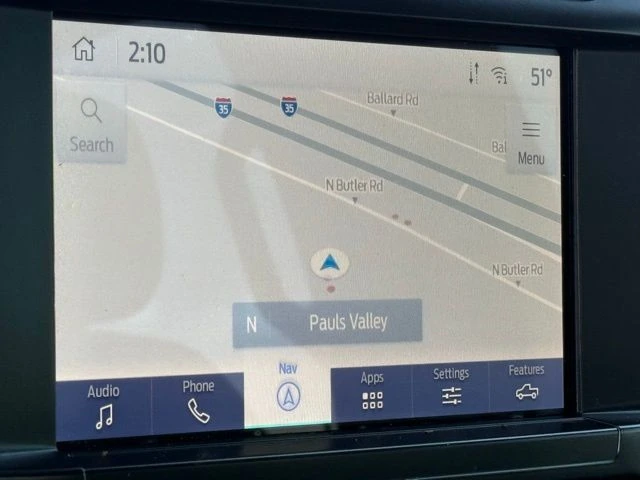 2:10
51°
Search
35
35
Ballard Rd
Bal
Menu
N Butler Rd
N Butler Rd
N Pauls Valley
Audio
Phone
Nav
Apps
Settings
Features